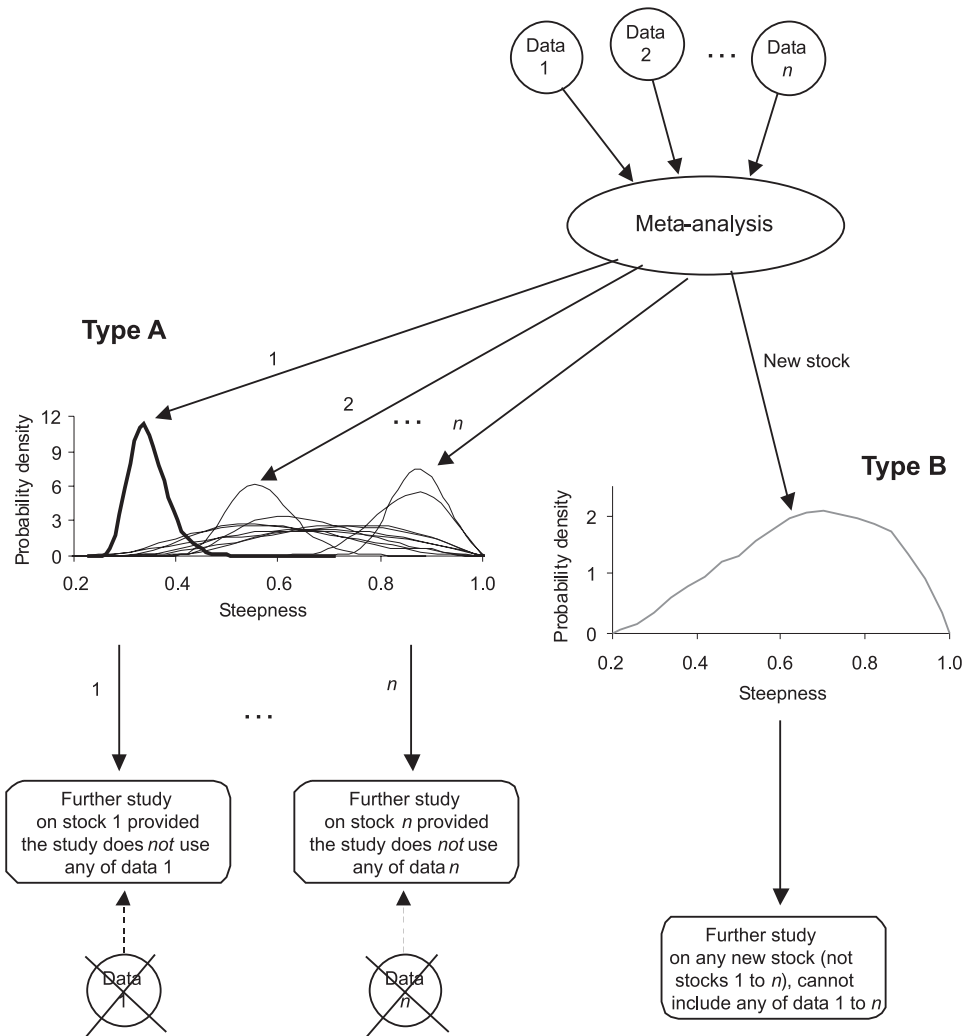 Data
1
Data
2
...
Data
n
Meta-analysis
Type A
1
2
...
n
New stock
Type B
Probability density
12
9
6
3
0
0.2 0.4 0.6 0.8 1.0
Steepness
Probability density
2
1
0
0.2 0.4 0.6 0.8 1.0
Steepness
1
...
n
Further study
on stock 1 provided
the study does not use
any of data 1
Further study
on stock n provided
the study does not use
any of data n
Further study
on any new stock (not
stocks 1 to n), cannot
include any of data 1 to n
Data
1
Data
n